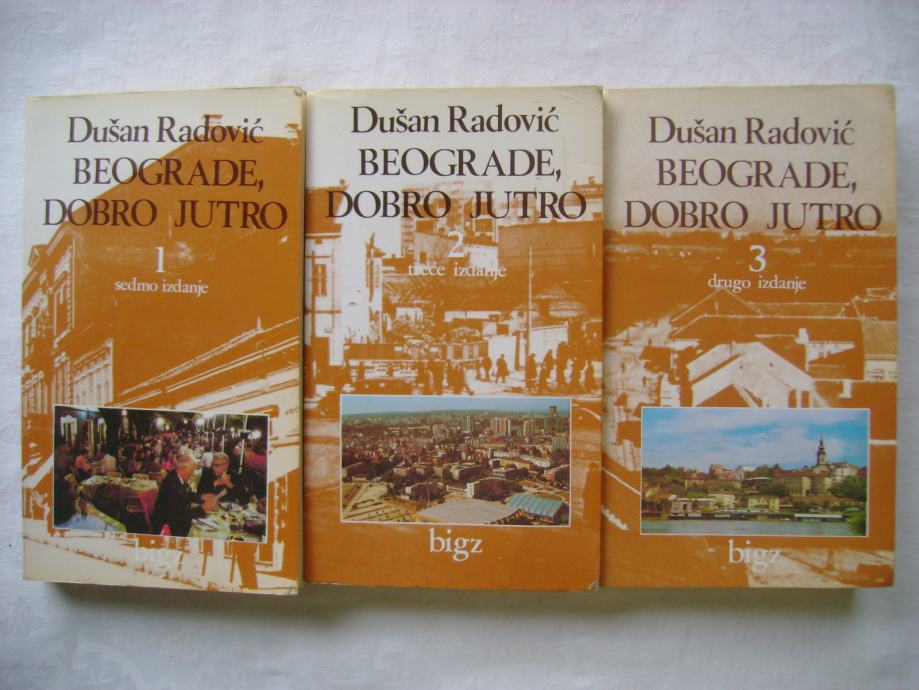 Dušan Radović
BEOGRADE,
DOBRO JUTRO
1
sedmo izdanje
bigz
Dušan Radović
BEOGRADE,
DOBRO JUTRO
2
treće izdanje
bigz
Dušan Radović
BEOGRADE,
DOBRO JUTRO
3
drugo izdanje
bigz